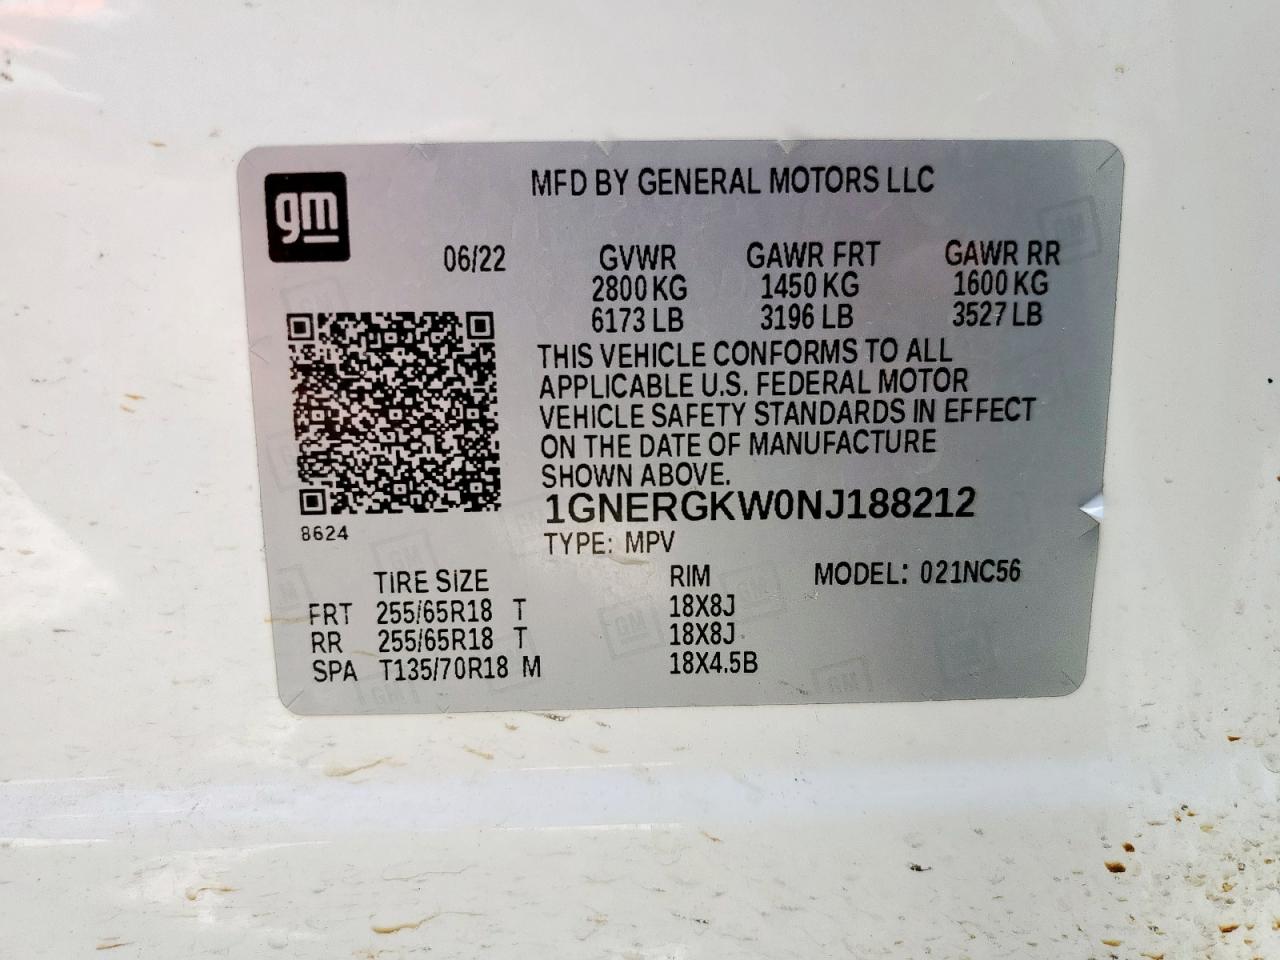 gm
MFD BY GENERAL MOTORS LLC
06/22 GVWR GAWR FRT GAWR RR
2800 KG 1450 KG 1600 KG
6173 LB 3196 LB 3527 LB
THIS VEHICLE CONFORMS TO ALL
APPLICABLE U.S. FEDERAL MOTOR
VEHICLE SAFETY STANDARDS IN EFFECT
ON THE DATE OF MANUFACTURE
SHOWN ABOVE.
1GNERGKW0NJ188212
8624
TYPE: MPV
TIRE SIZE RIM MODEL: 021NC56
FRT 255/65R18 T 18X8J
RR 255/65R18 T 18X8J
SPA T135/70R18 M 18X4.5B